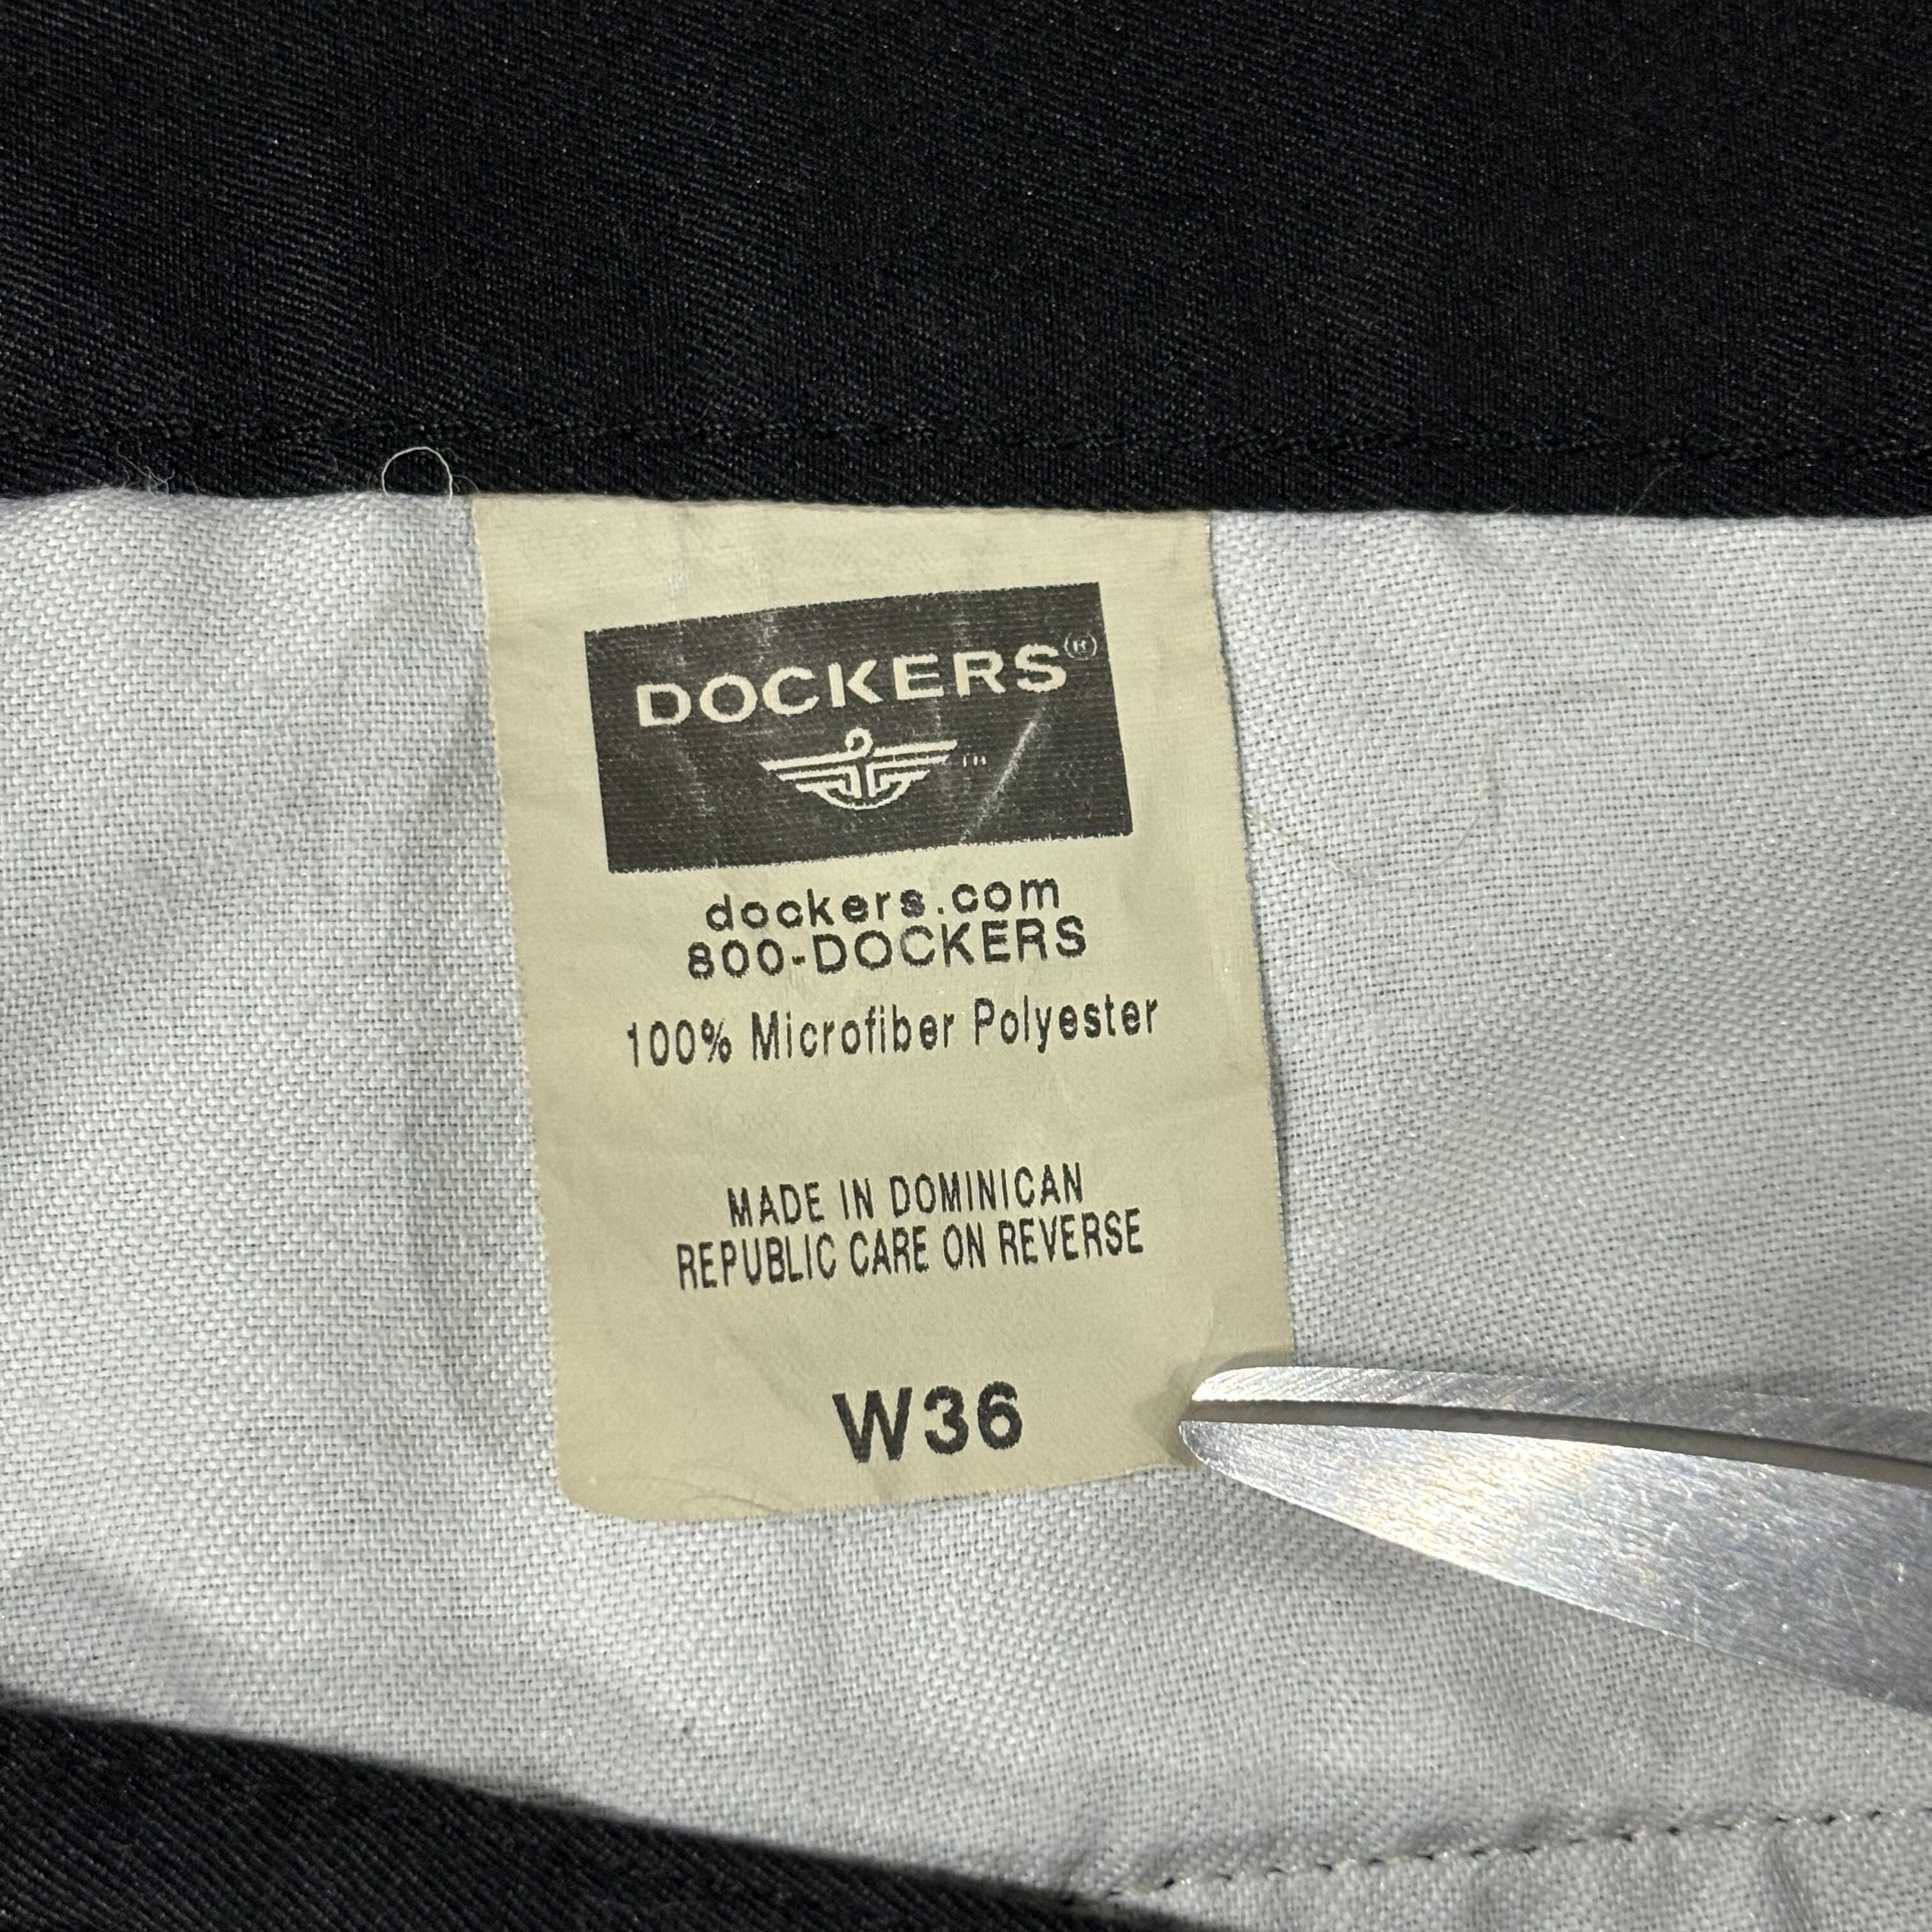 DOCKERS(R)
TM
dockers.com
800-DOCKERS
100% Microfiber Polyester
MADE IN DOMINICAN
REPUBLIC CARE ON REVERSE
W36